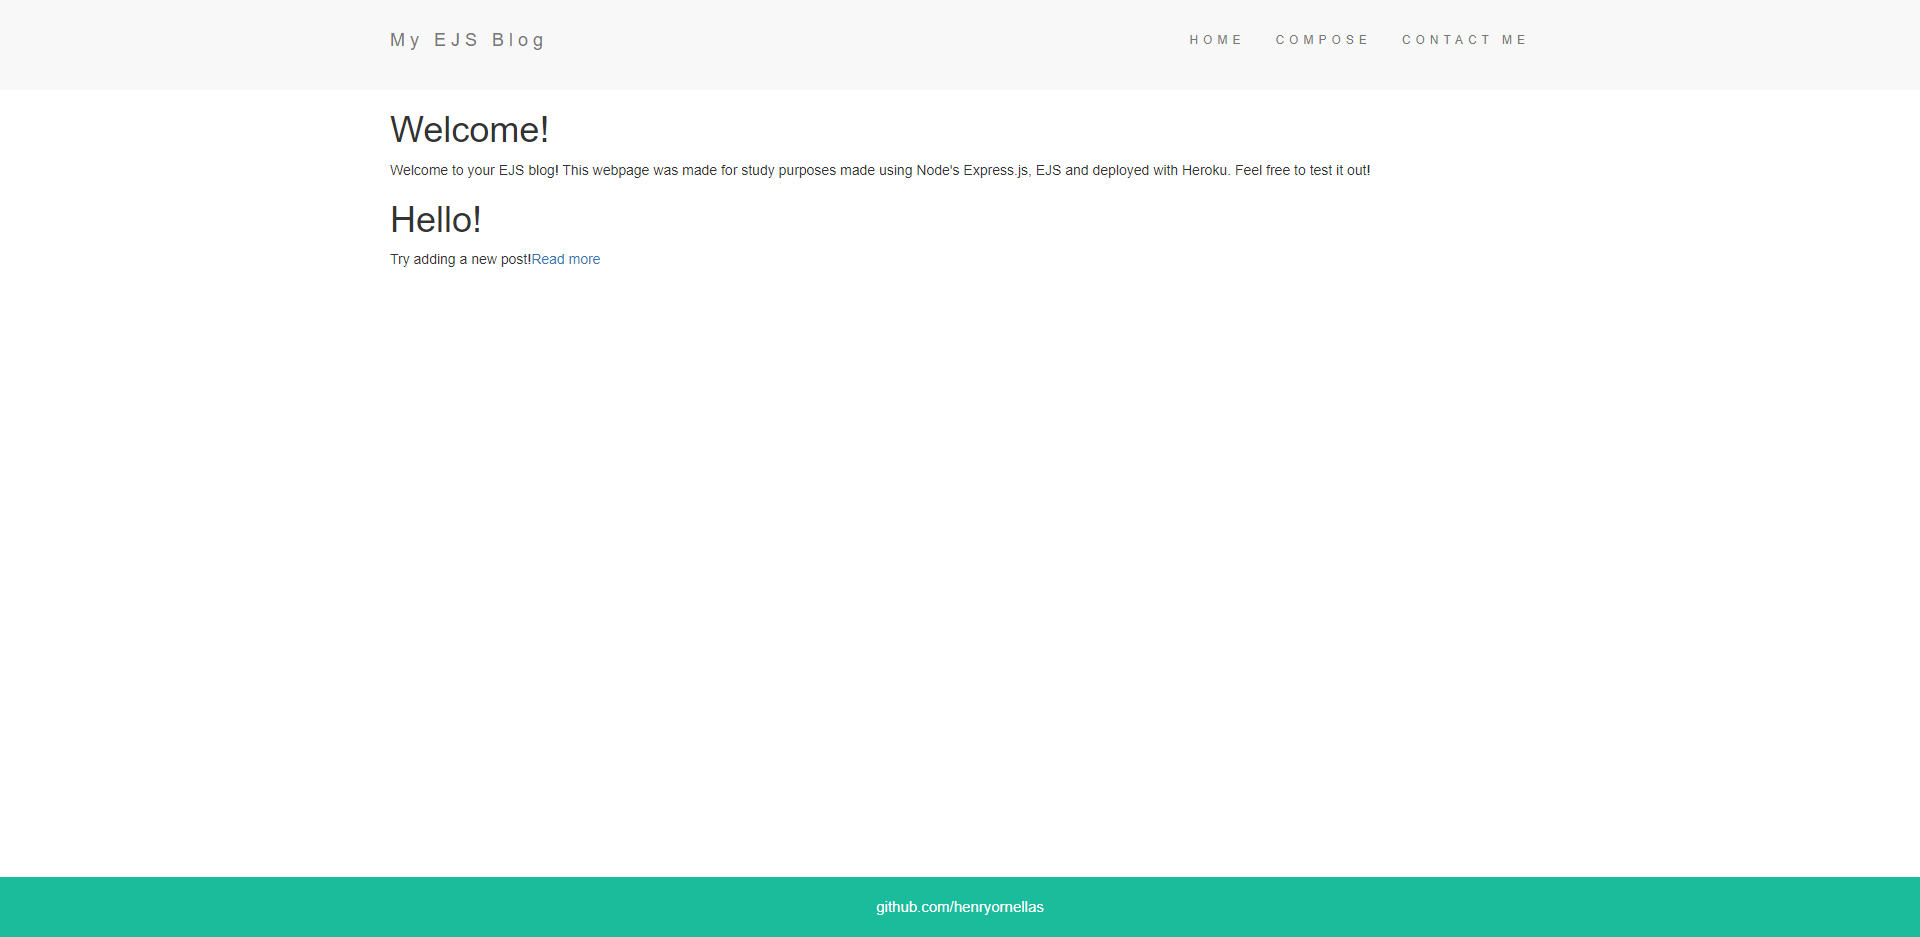 My EJS Blog
HOME COMPOSE CONTACT ME
Welcome!
Welcome to your EJS blog! This webpage was made for study purposes made using Node's Express.js, EJS and deployed with Heroku. Feel free to test it out!
Hello!
Try adding a new post!Read more
github.com/henryornellas